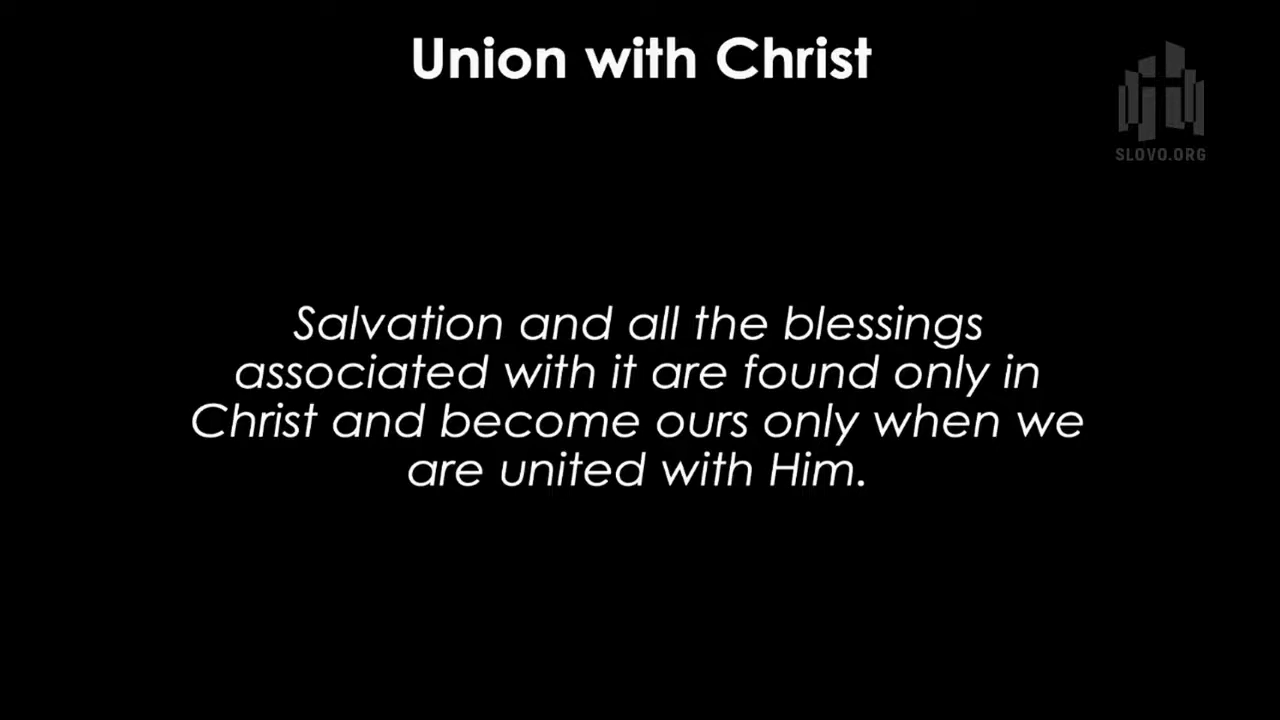 Union with Christ
SLOVO.ORG
Salvation and all the blessings
associated with it are found only in
Christ and become ours only when we
are united with Him.